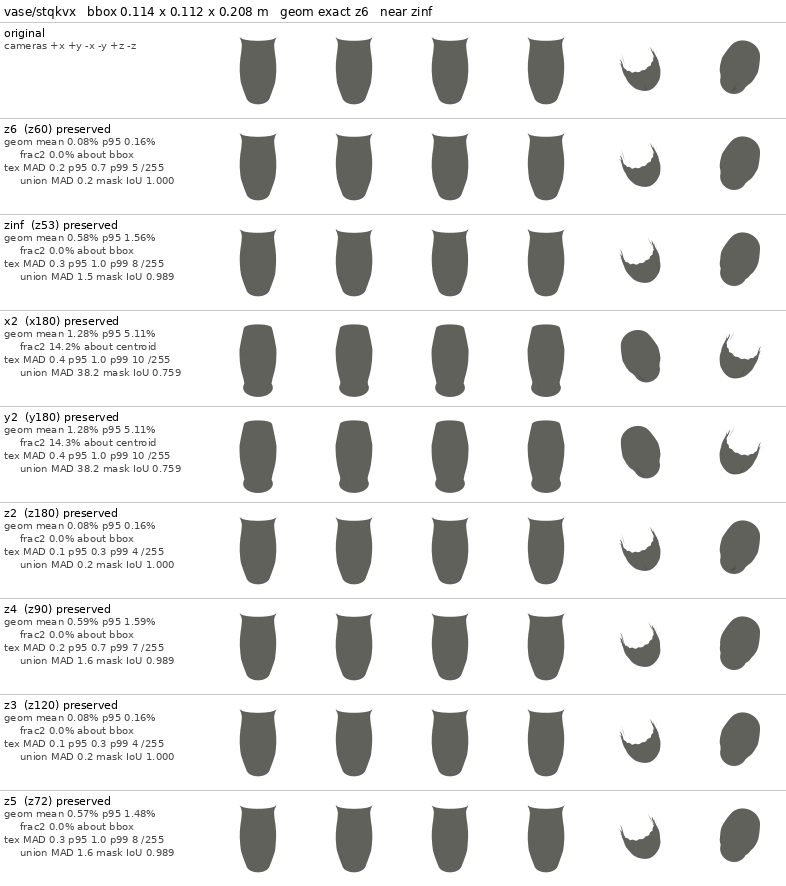 vase/stqkvx bbox 0.114 x 0.112 x 0.208 m geom exact z6 near zinf
original
cameras +x +y -x -y +z -z
z6 (z60) preserved
geom mean 0.08% p95 0.16%
frac2 0.0% about bbox
tex MAD 0.2 p95 0.7 p99 5 /255
union MAD 0.2 mask IoU 1.000
zinf (z53) preserved
geom mean 0.58% p95 1.56%
frac2 0.0% about bbox
tex MAD 0.3 p95 1.0 p99 8 /255
union MAD 1.5 mask IoU 0.989
x2 (x180) preserved
geom mean 1.28% p95 5.11%
frac2 14.2% about centroid
tex MAD 0.4 p95 1.0 p99 10 /255
union MAD 38.2 mask IoU 0.759
y2 (y180) preserved
geom mean 1.28% p95 5.11%
frac2 14.3% about centroid
tex MAD 0.4 p95 1.0 p99 10 /255
union MAD 38.2 mask IoU 0.759
z2 (z180) preserved
geom mean 0.08% p95 0.16%
frac2 0.0% about bbox
tex MAD 0.1 p95 0.3 p99 4 /255
union MAD 0.2 mask IoU 1.000
z4 (z90) preserved
geom mean 0.59% p95 1.59%
frac2 0.0% about bbox
tex MAD 0.2 p95 0.7 p99 7 /255
union MAD 1.6 mask IoU 0.989
z3 (z120) preserved
geom mean 0.08% p95 0.16%
frac2 0.0% about bbox
tex MAD 0.1 p95 0.3 p99 4 /255
union MAD 0.2 mask IoU 1.000
z5 (z72) preserved
geom mean 0.57% p95 1.48%
frac2 0.0% about bbox
tex MAD 0.3 p95 1.0 p99 8 /255
union MAD 1.6 mask IoU 0.989